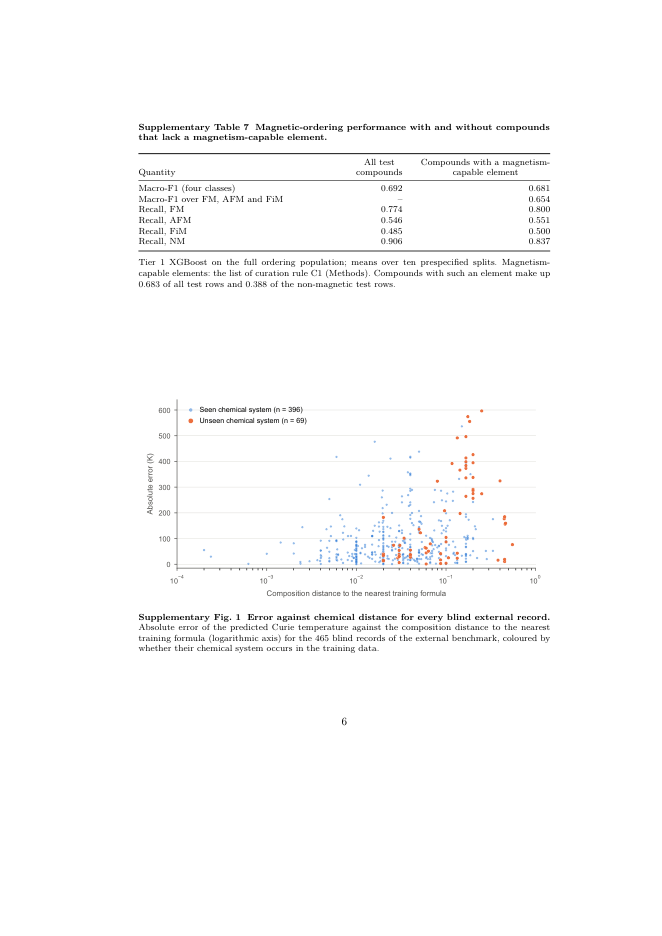 Supplementary Table 7 Magnetic-ordering performance with and without compounds
that lack a magnetism-capable element.
All test Compounds with a magnetism-
Quantity compounds capable element
Macro-F1 (four classes) 0.692 0.681
Macro-F1 over FM, AFM and FiM – 0.654
Recall, FM 0.774 0.800
Recall, AFM 0.546 0.551
Recall, FiM 0.485 0.500
Recall, NM 0.906 0.837
Tier 1 XGBoost on the full ordering population; means over ten prespecified splits. Magnetism-
capable elements: the list of curation rule C1 (Methods). Compounds with such an element make up
0.683 of all test rows and 0.388 of the non-magnetic test rows.
Seen chemical system (n = 396)
Unseen chemical system (n = 69)
600
500
400
300
200
100
0
Absolute error (K)
10⁻⁴ 10⁻³ 10⁻² 10⁻¹ 10⁰
Composition distance to the nearest training formula
Supplementary Fig. 1 Error against chemical distance for every blind external record.
Absolute error of the predicted Curie temperature against the composition distance to the nearest
training formula (logarithmic axis) for the 465 blind records of the external benchmark, coloured by
whether their chemical system occurs in the training data.
6